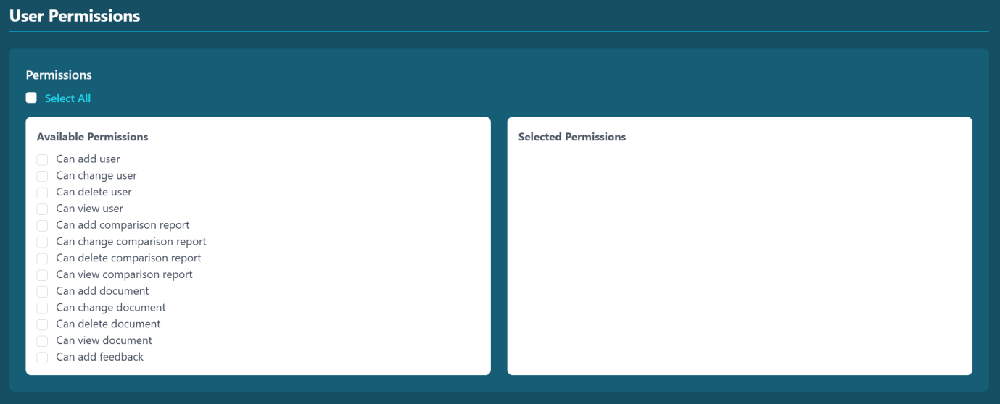 User Permissions
Permissions
Select All
Available Permissions
Can add user
Can change user
Can delete user
Can view user
Can add comparison report
Can change comparison report
Can delete comparison report
Can view comparison report
Can add document
Can change document
Can delete document
Can view document
Can add feedback
Selected Permissions